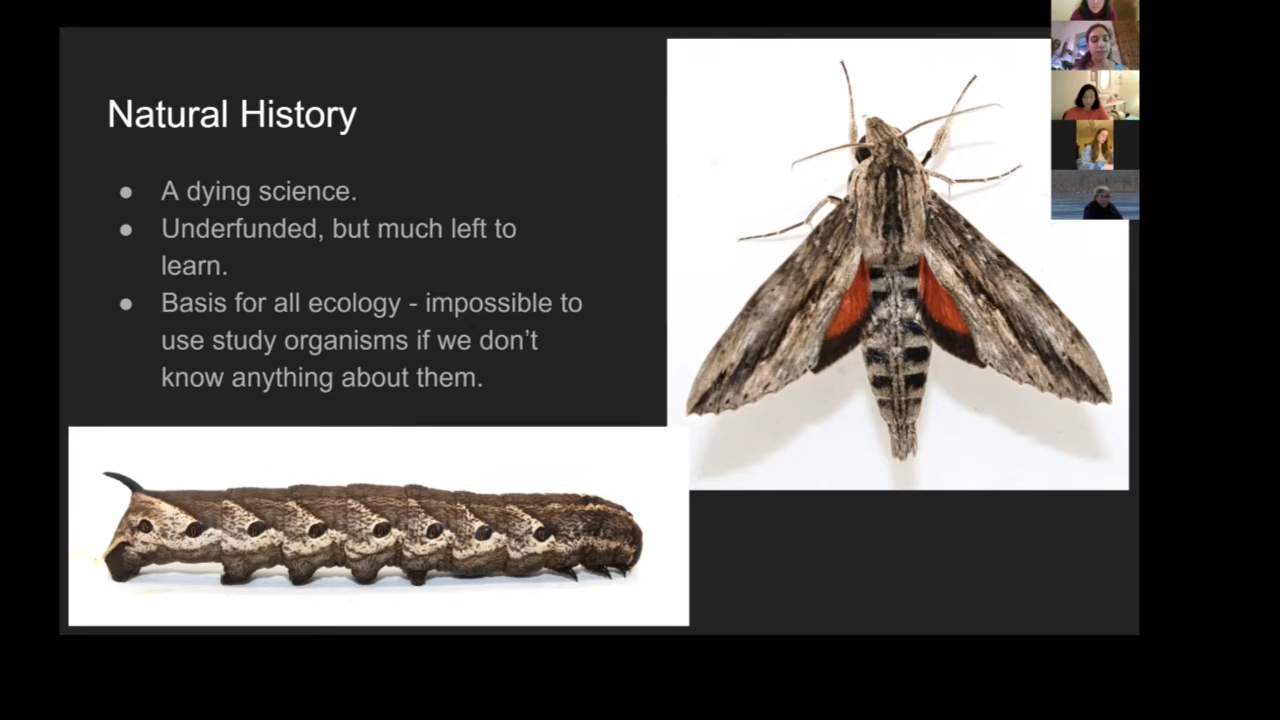 Natural History
● A dying science.
● Underfunded, but much left to
learn.
● Basis for all ecology - impossible to
use study organisms if we don’t
know anything about them.